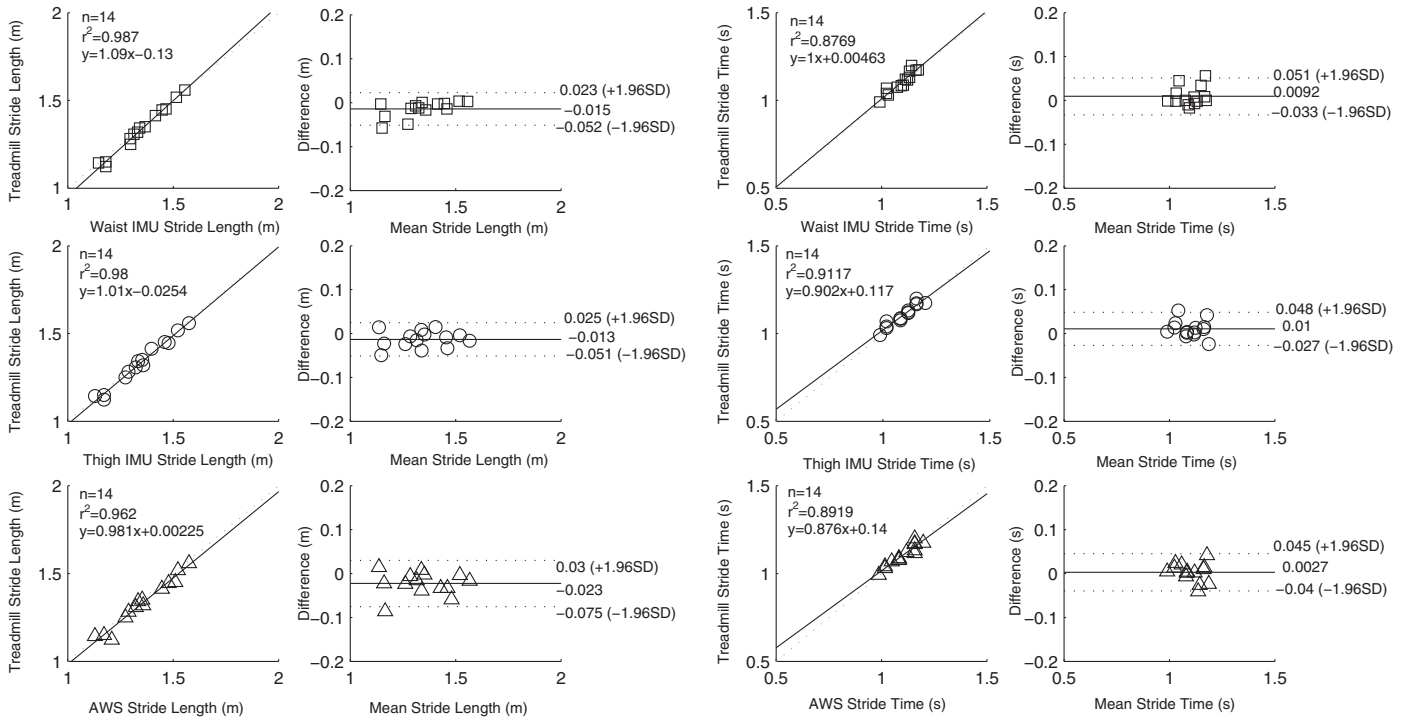 Treadmill Stride Length (m)
2
1.5
1
n=14
r²=0.987
y=1.09x−0.13
1
1.5
2
Waist IMU Stride Length (m)
Difference (m)
0.2
0.1
0
−0.1
−0.2
0.023 (+1.96SD)
−0.015
−0.052 (−1.96SD)
1
1.5
2
Mean Stride Length (m)
Treadmill Stride Time (s)
1.5
1
0.5
n=14
r²=0.8769
y=1x+0.00463
0.5
1
1.5
Waist IMU Stride Time (s)
Difference (s)
0.2
0.1
0
−0.1
−0.2
0.051 (+1.96SD)
0.0092
−0.033 (−1.96SD)
0.5
1
1.5
Mean Stride Time (s)
Treadmill Stride Length (m)
2
1.5
1
n=14
r²=0.98
y=1.01x−0.0254
1
1.5
2
Thigh IMU Stride Length (m)
Difference (m)
0.2
0.1
0
−0.1
−0.2
0.025 (+1.96SD)
−0.013
−0.051 (−1.96SD)
1
1.5
2
Mean Stride Length (m)
Treadmill Stride Time (s)
1.5
1
0.5
n=14
r²=0.9117
y=0.902x+0.117
0.5
1
1.5
Thigh IMU Stride Time (s)
Difference (s)
0.2
0.1
0
−0.1
−0.2
0.048 (+1.96SD)
0.01
−0.027 (−1.96SD)
0.5
1
1.5
Mean Stride Time (s)
Treadmill Stride Length (m)
2
1.5
1
n=14
r²=0.962
y=0.981x+0.00225
1
1.5
2
AWS Stride Length (m)
Difference (m)
0.2
0.1
0
−0.1
−0.2
0.03 (+1.96SD)
−0.023
−0.075 (−1.96SD)
1
1.5
2
Mean Stride Length (m)
Treadmill Stride Time (s)
1.5
1
0.5
n=14
r²=0.8919
y=0.876x+0.14
0.5
1
1.5
AWS Stride Time (s)
Difference (s)
0.2
0.1
0
−0.1
−0.2
0.045 (+1.96SD)
0.0027
−0.04 (−1.96SD)
0.5
1
1.5
Mean Stride Time (s)